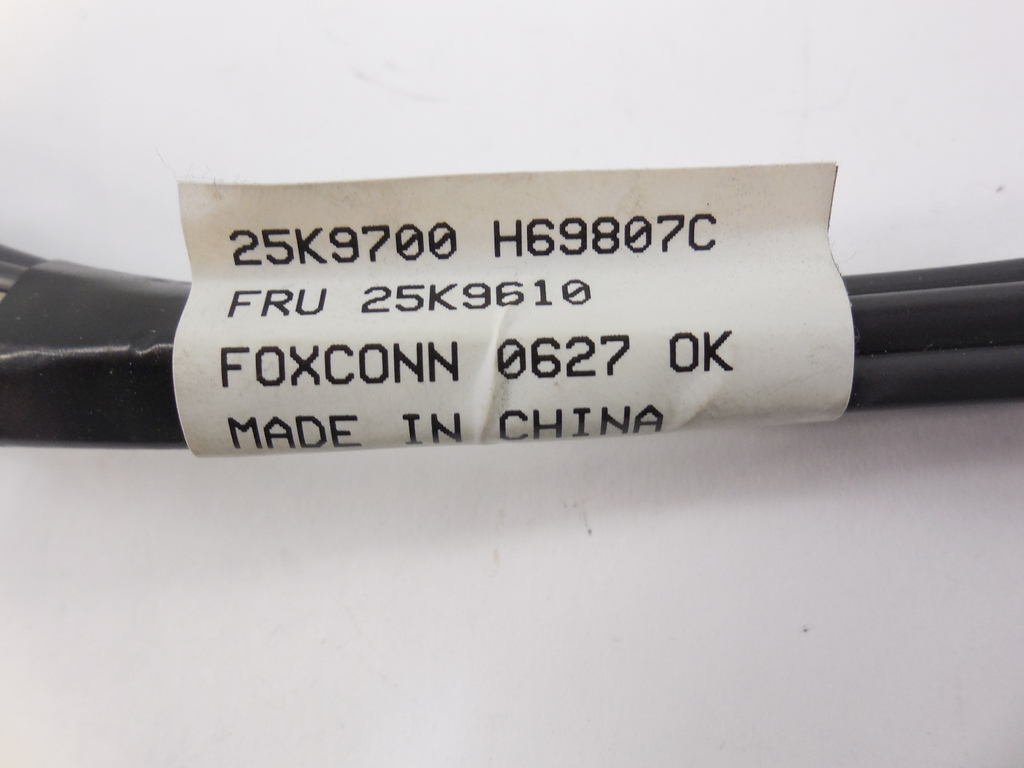 25K9700 H69807C
FRU 25K9610
FOXCONN 0627 OK
MADE IN CHINA